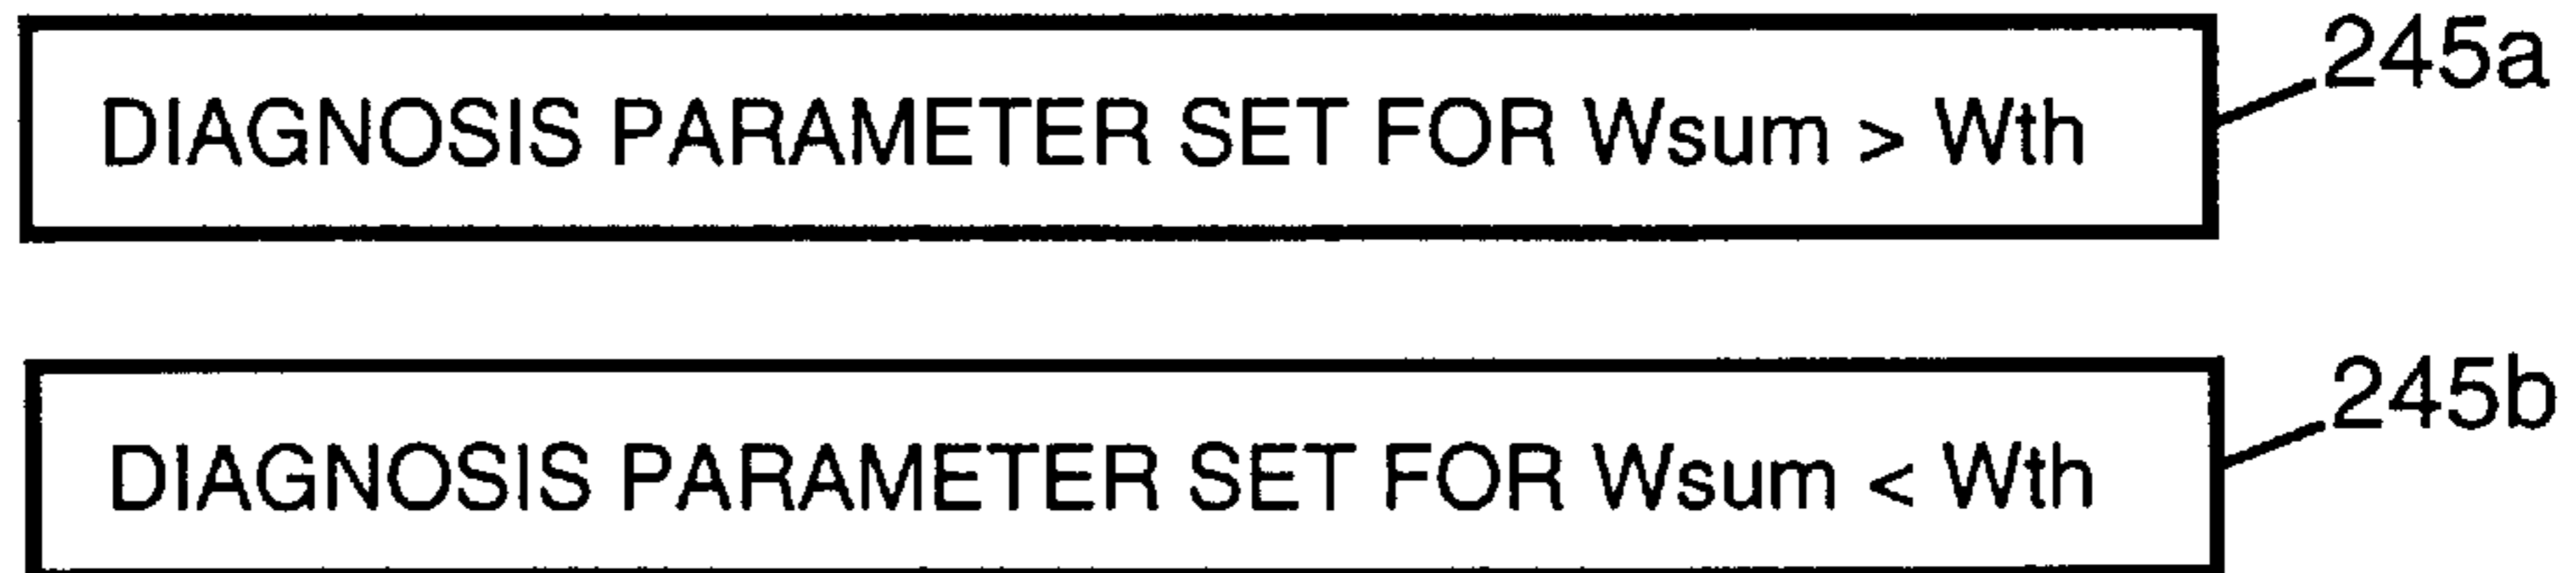 245a
DIAGNOSIS PARAMETER SET FOR Wsum > Wth
245b
DIAGNOSIS PARAMETER SET FOR Wsum < Wth